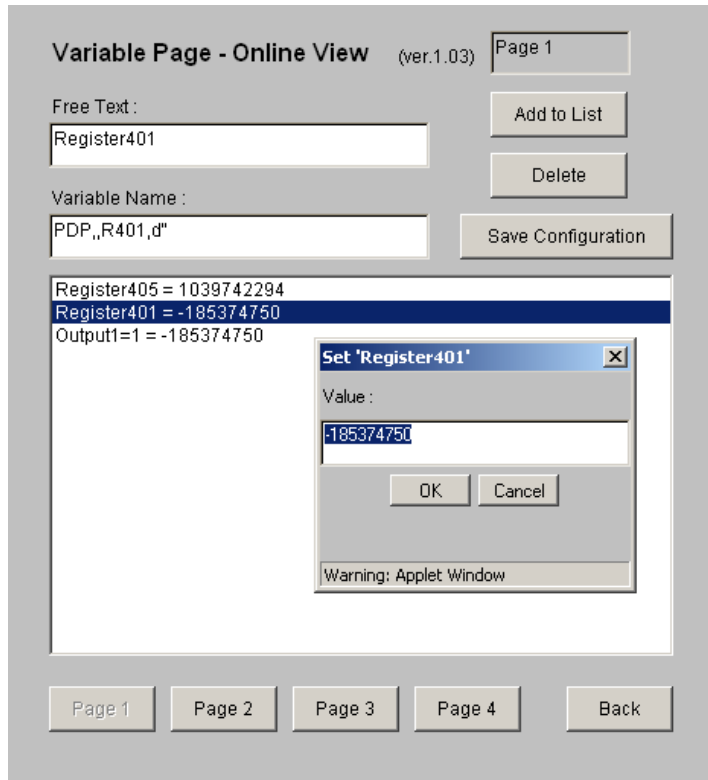 Variable Page - Online View (ver.1.03) Page 1
Free Text :
Add to List
Register401
Delete
Variable Name :
PDP,,R401,d"
Save Configuration
Register405 = 1039742294
Register401 = -185374750
Output1=1 = -185374750
Set 'Register401'
Value :
-185374750
OK Cancel
Warning: Applet Window
Page 1 Page 2 Page 3 Page 4 Back